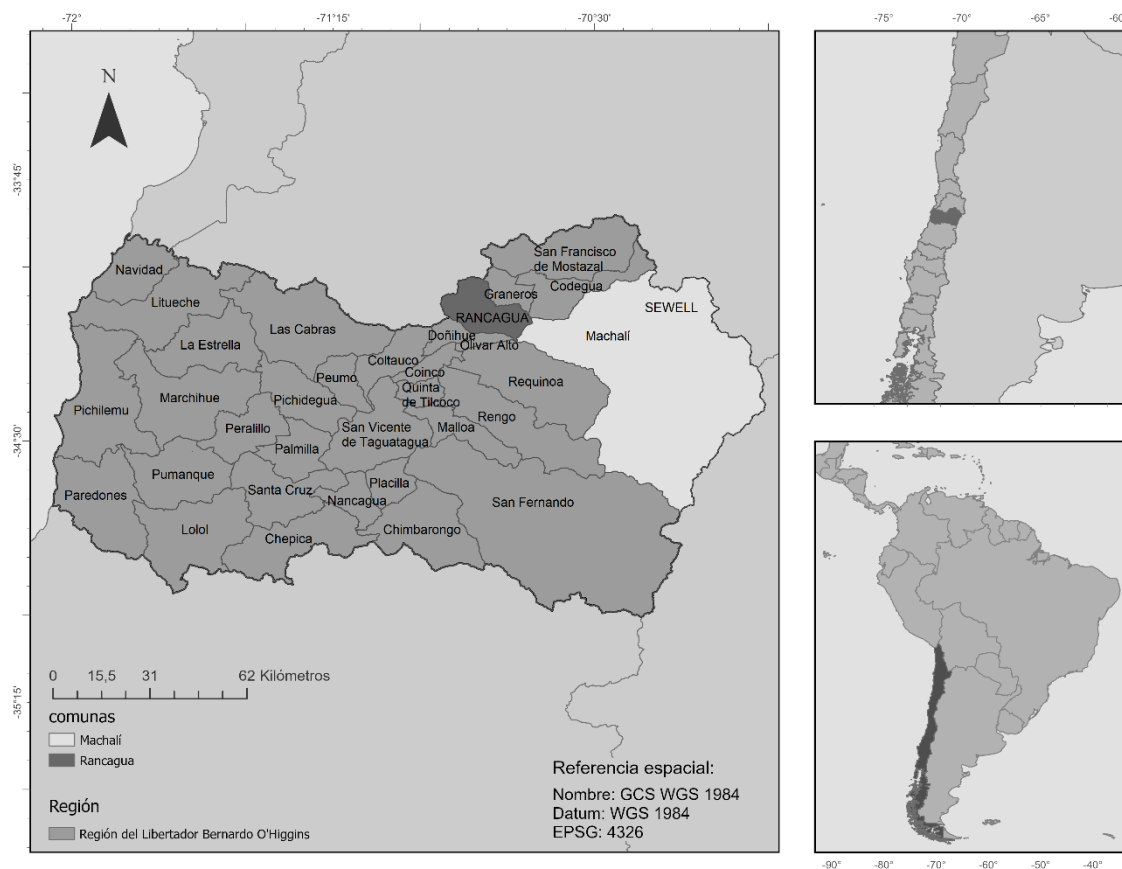 -72°
-71°15'
-70°30'
-75°
-70°
-65°
-60
N
-33°45'
-34°30'
-35°15'
San Francisco
de Mostazal
Navidad
Graneros
Codegua
Litueche
SEWELL
RANCAGUA
Las Cabras
Machalí
Doñihue
La Estrella
Olivar Alto
Coltauco
Coinco
Peumo
Requinoa
Quinta
de Tilcoco
Marchihue
Pichidegua
Pichilemu
Rengo
Peralillo
San Vicente
de Taguatagua
Malloa
Palmilla
Pumanque
Placilla
Paredones
Santa Cruz
Nancagua
San Fernando
Lolol
Chimbarongo
Chepica
0 15,5 31 62 Kilómetros
comunas
Machalí
Rancagua
Región
Región del Libertador Bernardo O'Higgins
Referencia espacial:
Nombre: GCS WGS 1984
Datum: WGS 1984
EPSG: 4326
-90°
-80°
-70°
-60°
-50°
-40°